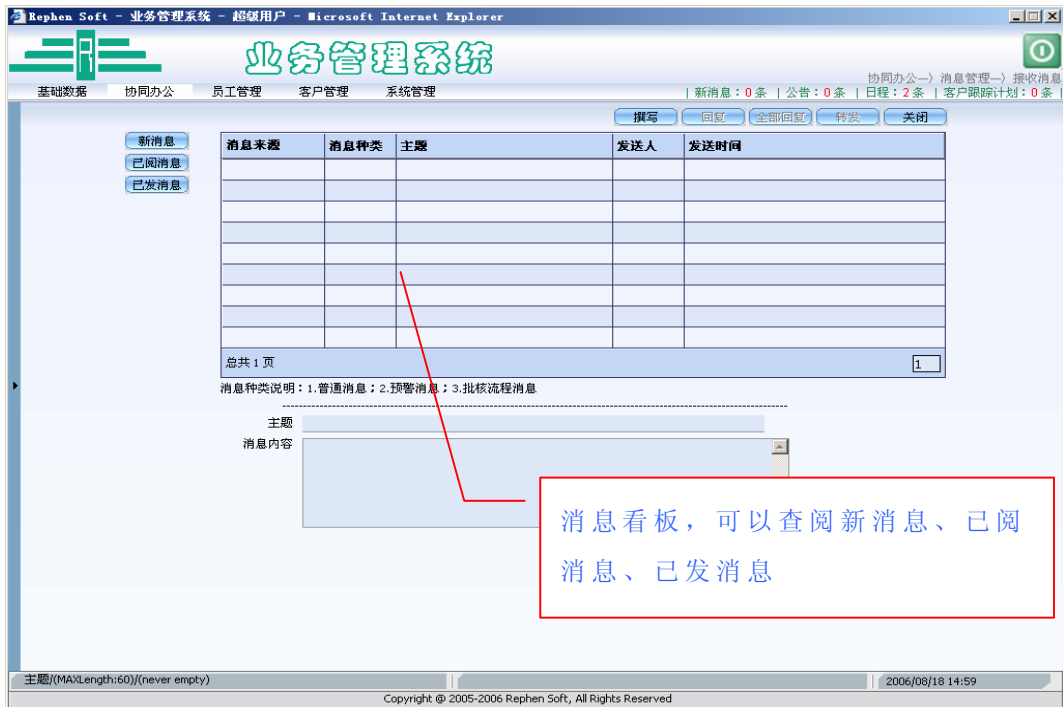 Rephen Soft - 业务管理系统 - 超级用户 - Microsoft Internet Explorer
业务管理系统
协同办公—〉消息管理—〉接收消息
基础数据 协同办公 员工管理 客户管理 系统管理 | 新消息：0条 | 公告：0条 | 日程：2条 | 客户跟踪计划：0条 |
撰写 回复 全部回复 转发 关闭
新消息
已阅消息
已发消息
消息来源 消息种类 主题 发送人 发送时间
总共 1 页 1
消息种类说明：1.普通消息；2.预警消息；3.批核流程消息
主题
消息内容
消息看板，可以查阅新消息、已阅
消息、已发消息
主题/(MAXLength:60)/(never empty) 2006/08/18 14:59
Copyright @ 2005-2006 Rephen Soft, All Rights Reserved